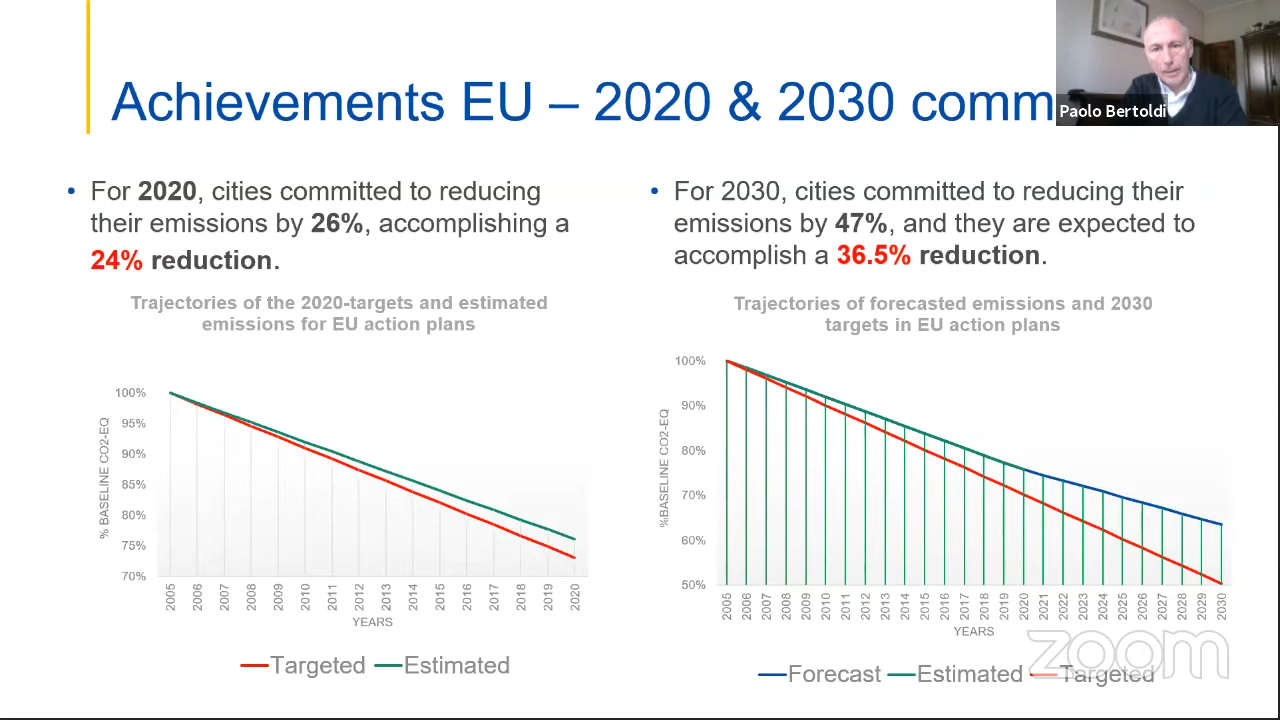 Achievements EU – 2020 & 2030 comm
Paolo Bertoldi
• For 2020, cities committed to reducing
their emissions by 26%, accomplishing a
24% reduction.
Trajectories of the 2020-targets and estimated
emissions for EU action plans
100%
95%
90%
85%
80%
75%
70%
% BASELINE CO2-EQ
2005 2006 2007 2008 2009 2010 2011 2012 2013 2014 2015 2016 2017 2018 2019 2020
YEARS
Targeted Estimated
• For 2030, cities committed to reducing their
emissions by 47%, and they are expected to
accomplish a 36.5% reduction.
Trajectories of forecasted emissions and 2030
targets in EU action plans
100%
90%
80%
70%
60%
50%
%BASELINE CO2-EQ
2005 2006 2007 2008 2009 2010 2011 2012 2013 2014 2015 2016 2017 2018 2019 2020 2021 2022 2023 2024 2025 2026 2027 2028 2029 2030
YEARS
Forecast Estimated Targeted
zoom